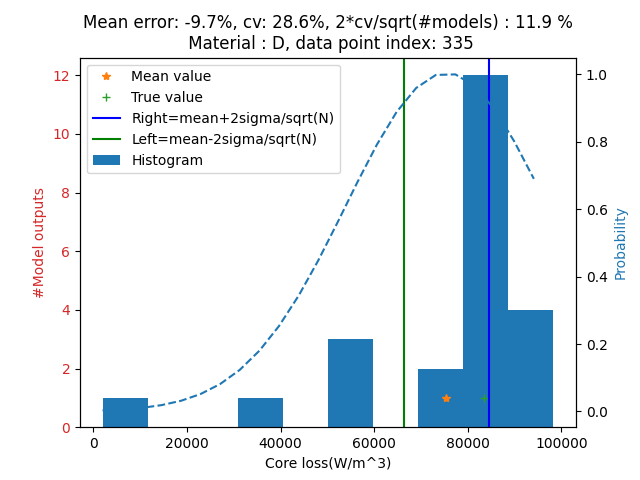 Mean error: -9.7%, cv: 28.6%, 2*cv/sqrt(#models) : 11.9 %
Material : D, data point index: 335
Mean value
True value
Right=mean+2sigma/sqrt(N)
Left=mean-2sigma/sqrt(N)
Histogram
#Model outputs
12
10
8
6
4
2
0
Probability
1.0
0.8
0.6
0.4
0.2
0.0
0 20000 40000 60000 80000 100000
Core loss(W/m^3)